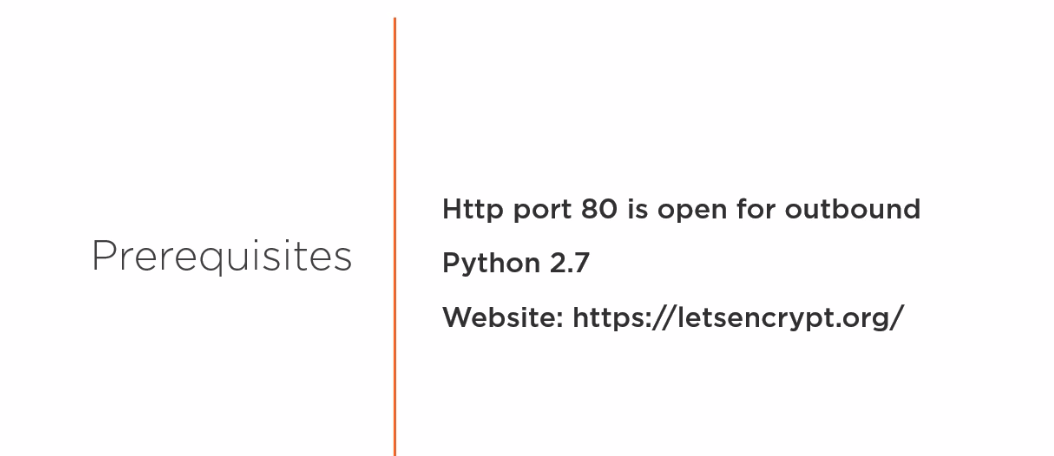 Prerequisites
Http port 80 is open for outbound
Python 2.7
Website: https://letsencrypt.org/